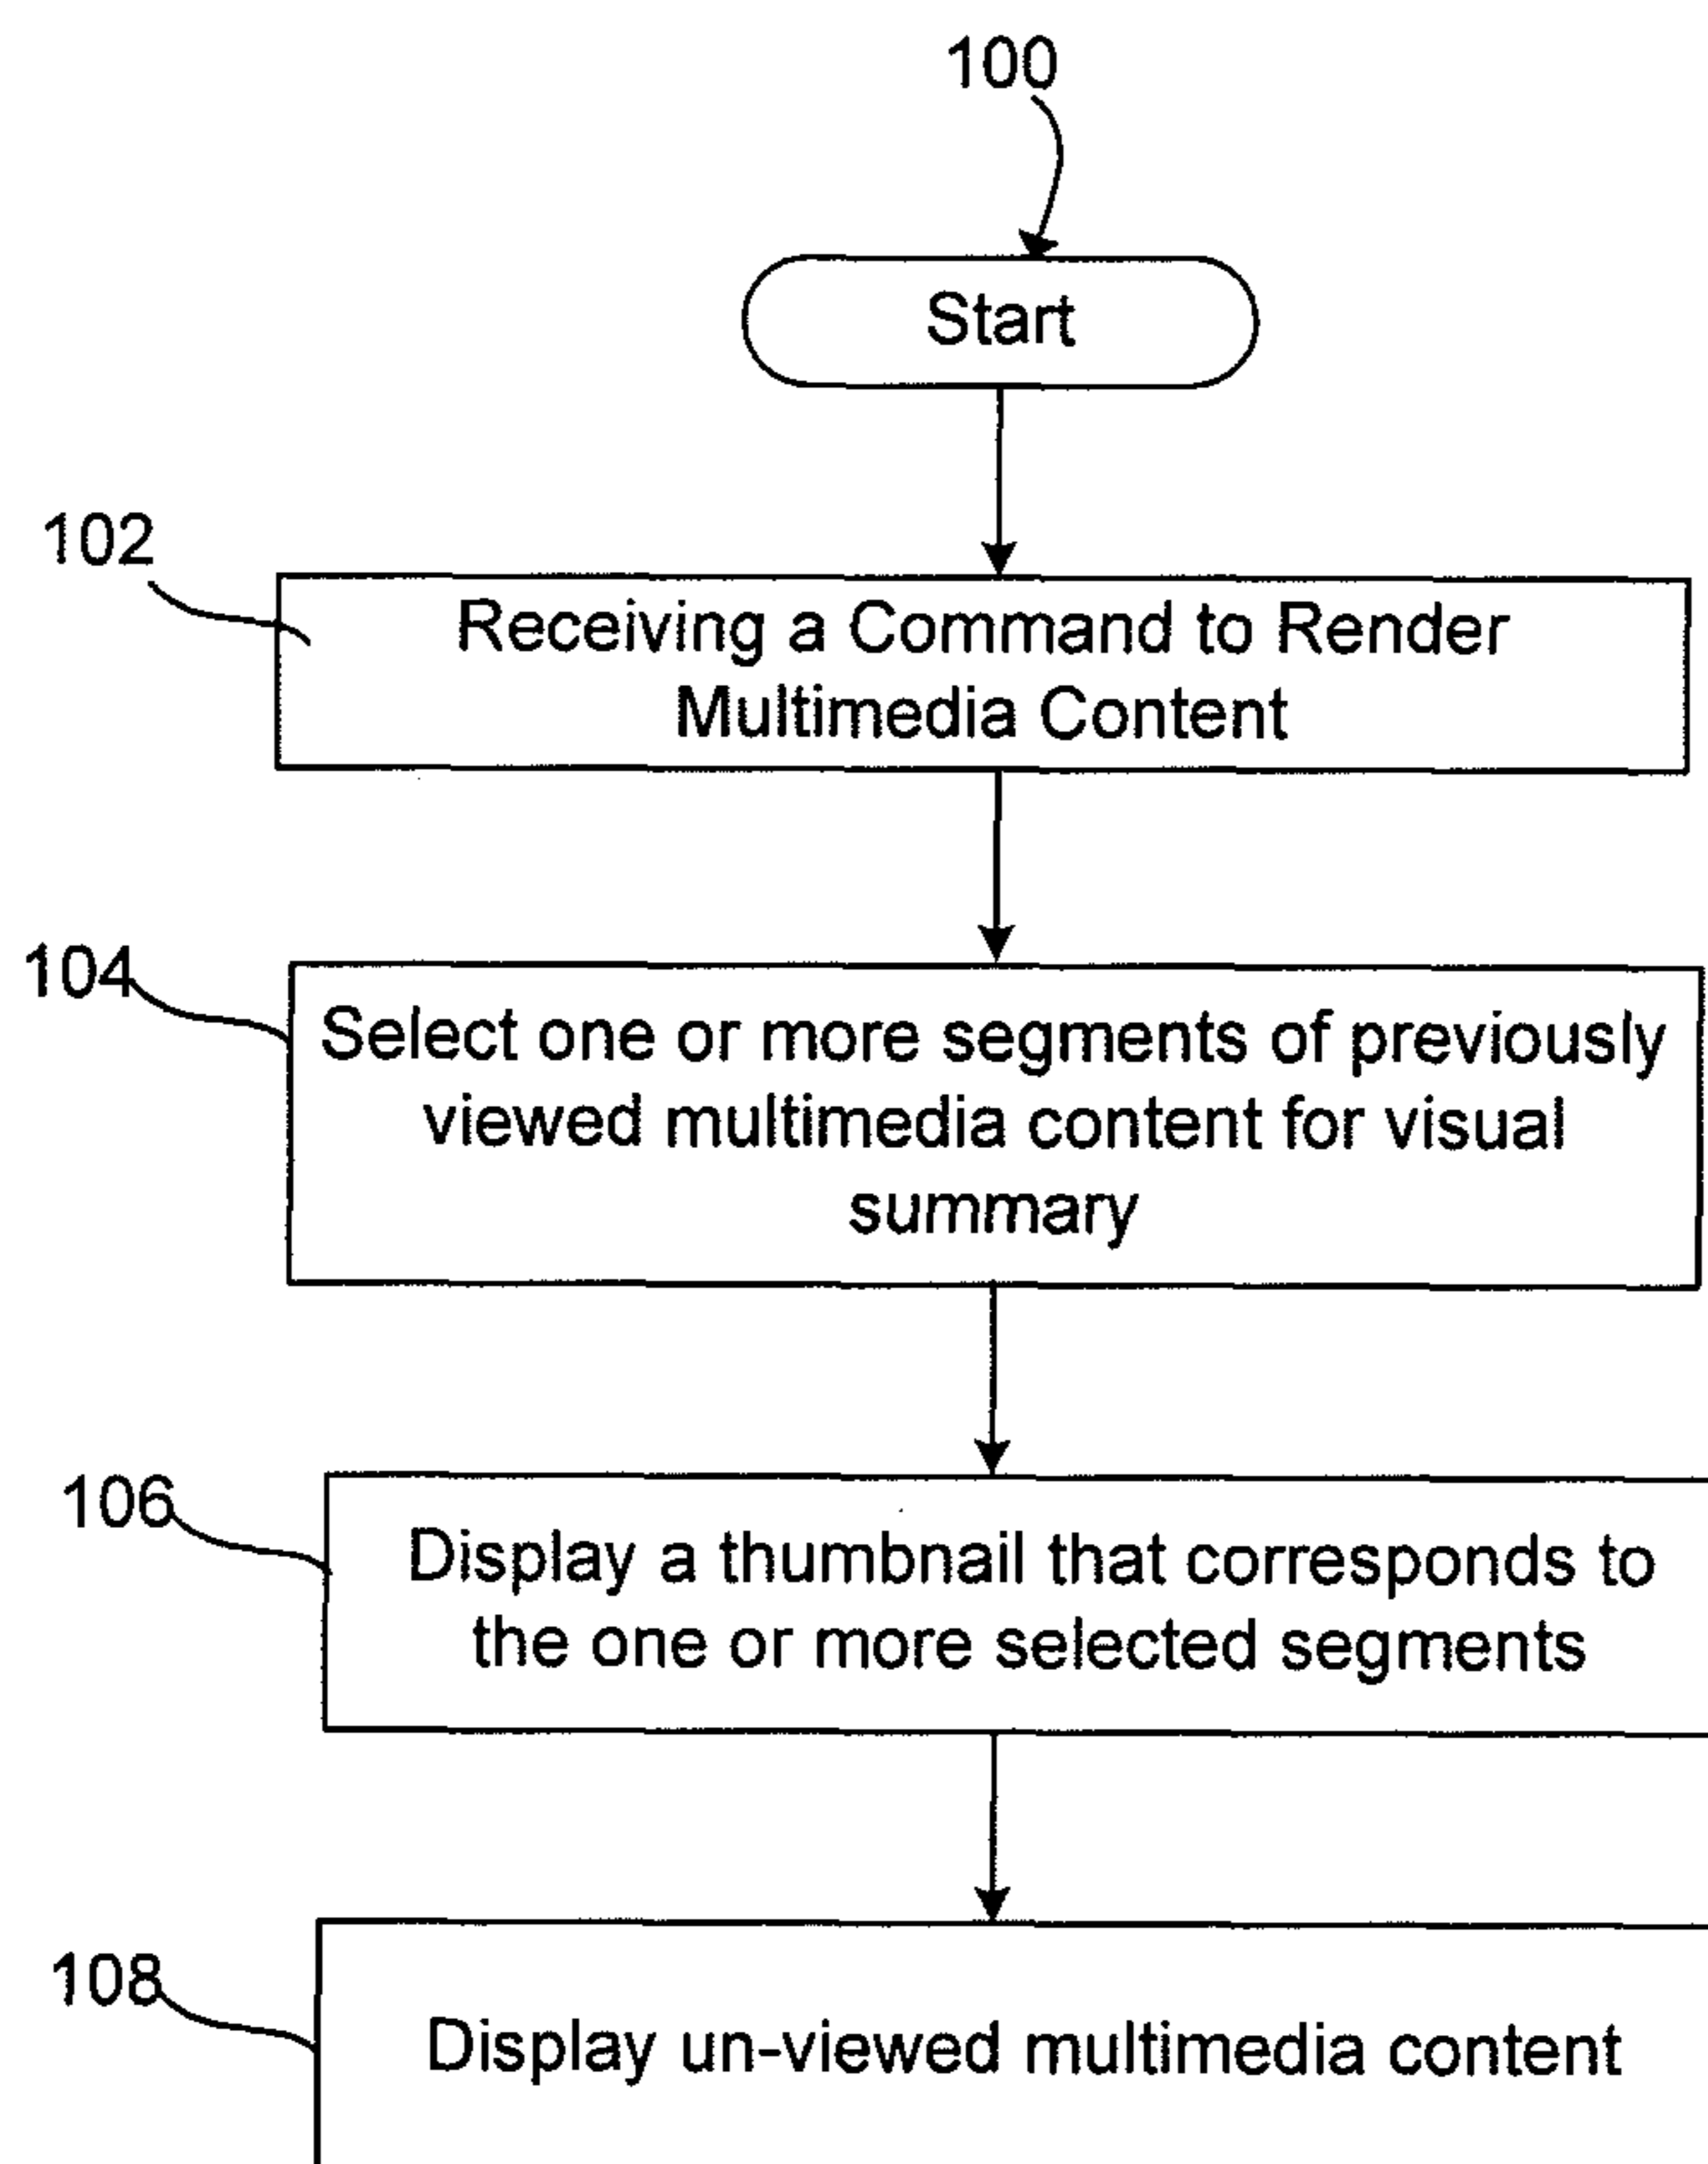 100
Start
102
Receiving a Command to Render
Multimedia Content
104
Select one or more segments of previously
viewed multimedia content for visual
summary
106
Display a thumbnail that corresponds to
the one or more selected segments
108
Display un-viewed multimedia content